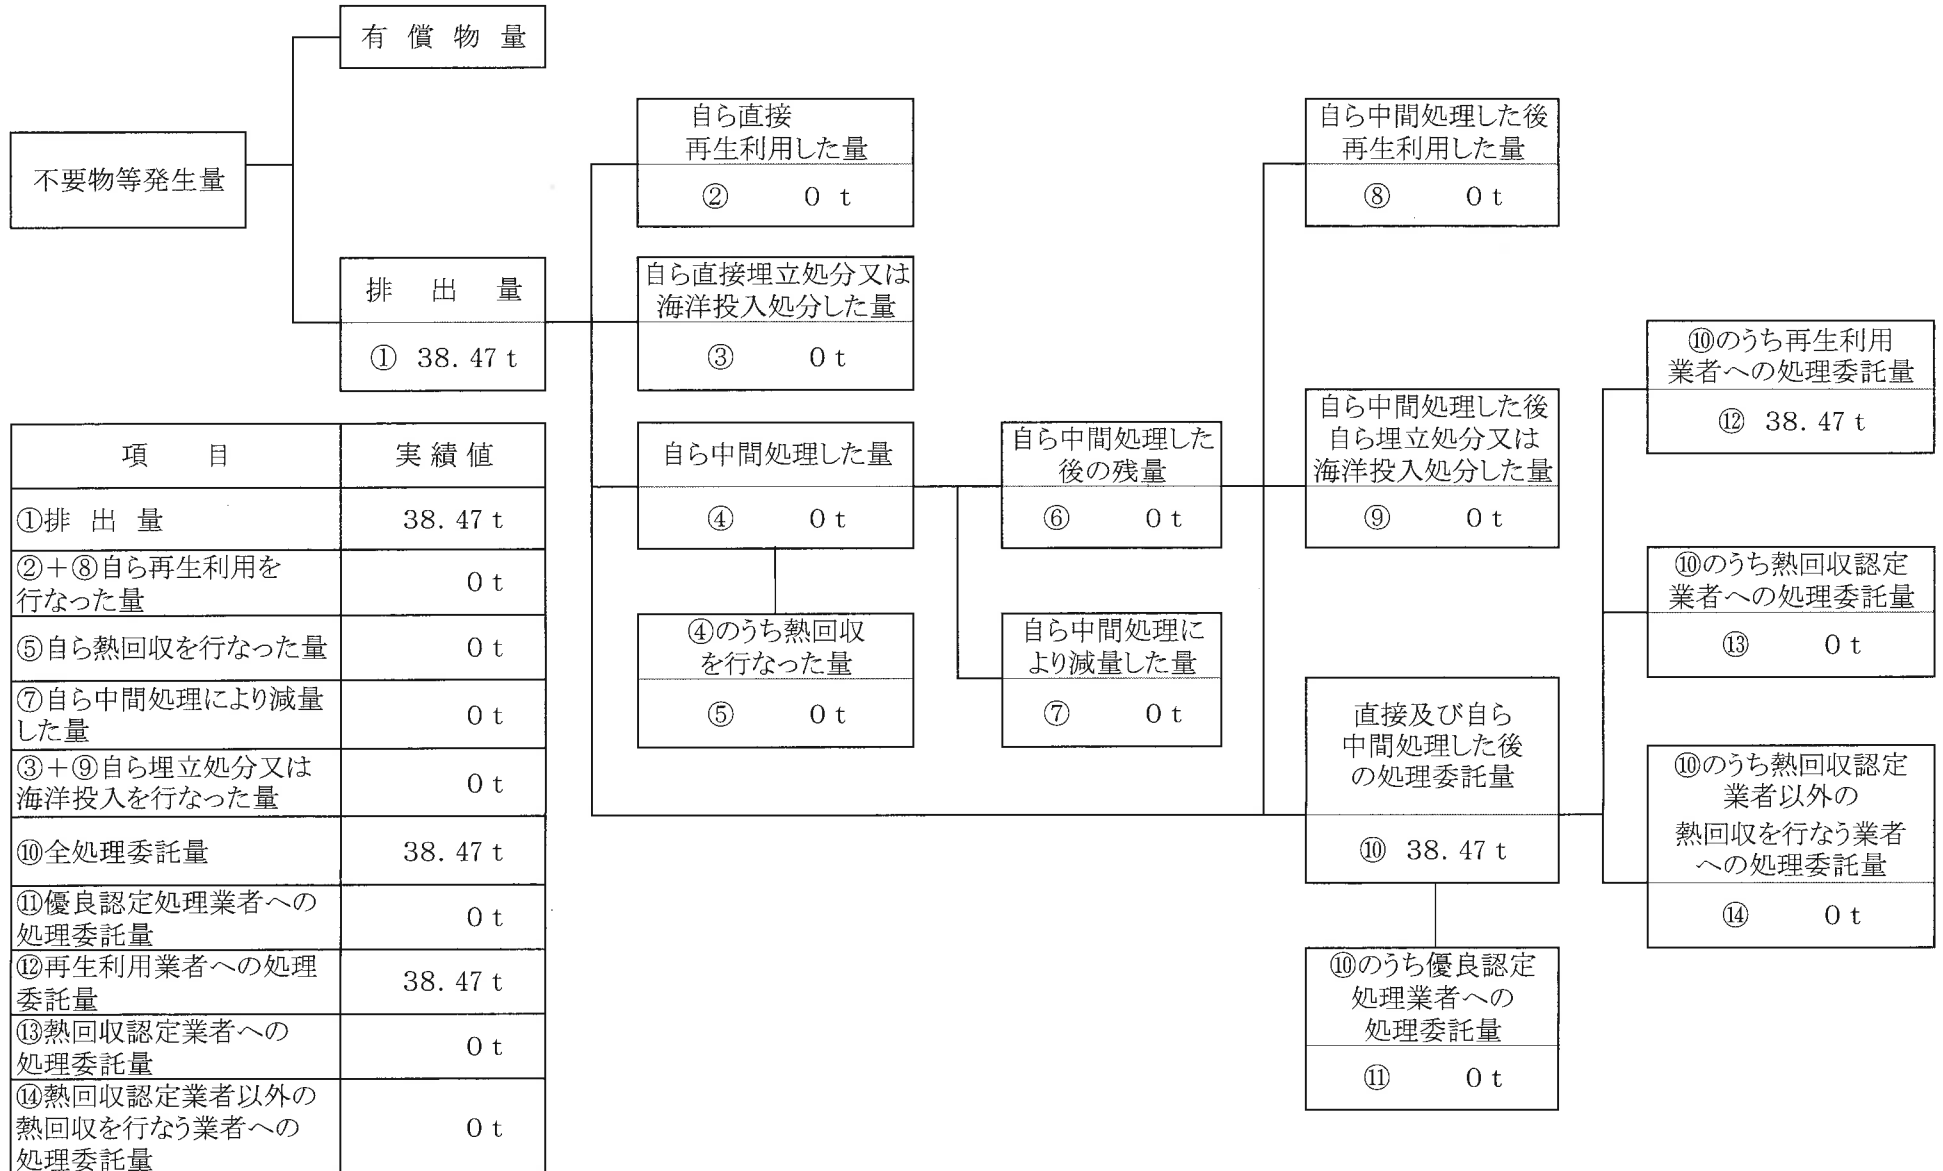 有償物量
不要物等発生量
排出量
① 38.47 t
自ら直接
再生利用した量
② 0 t
自ら直接埋立処分又は
海洋投入処分した量
③ 0 t
自ら中間処理した量
④ 0 t
④のうち熱回収
を行なった量
⑤ 0 t
自ら中間処理した
後の残量
⑥ 0 t
自ら中間処理に
より減量した量
⑦ 0 t
自ら中間処理した後
再生利用した量
⑧ 0 t
自ら中間処理した後
自ら埋立処分又は
海洋投入処分した量
⑨ 0 t
直接及び自ら
中間処理した後
の処理委託量
⑩ 38.47 t
⑩のうち優良認定
処理業者への
処理委託量
⑪ 0 t
⑩のうち再生利用
業者への処理委託量
⑫ 38.47 t
⑩のうち熱回収認定
業者への処理委託量
⑬ 0 t
⑩のうち熱回収認定
業者以外の
熱回収を行なう業者
への処理委託量
⑭ 0 t
項目 実績値
①排出量 38.47 t
②+⑧自ら再生利用を
行なった量 0 t
⑤自ら熱回収を行なった量 0 t
⑦自ら中間処理により減量
した量 0 t
③+⑨自ら埋立処分又は
海洋投入を行なった量 0 t
⑩全処理委託量 38.47 t
⑪優良認定処理業者への
処理委託量 0 t
⑫再生利用業者への処理
委託量 38.47 t
⑬熱回収認定業者への
処理委託量 0 t
⑭熱回収認定業者以外の
熱回収を行なう業者への
処理委託量 0 t